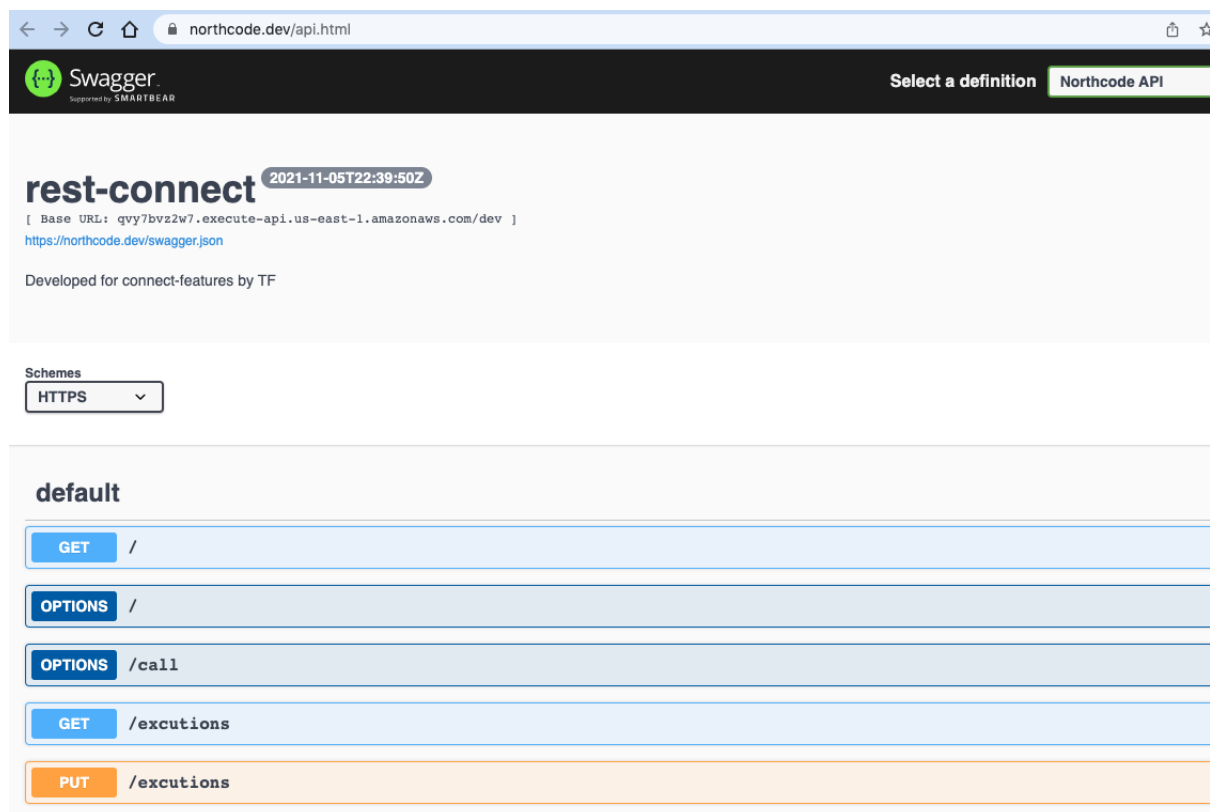 northcode.dev/api.html
{···} Swagger.
Supported by SMARTBEAR
Select a definition
Northcode API
rest-connect 2021-11-05T22:39:50Z
[ Base URL: qvy7bvz2w7.execute-api.us-east-1.amazonaws.com/dev ]
https://northcode.dev/swagger.json
Developed for connect-features by TF
Schemes
HTTPS
default
GET /
OPTIONS /
OPTIONS /call
GET /excutions
PUT /excutions